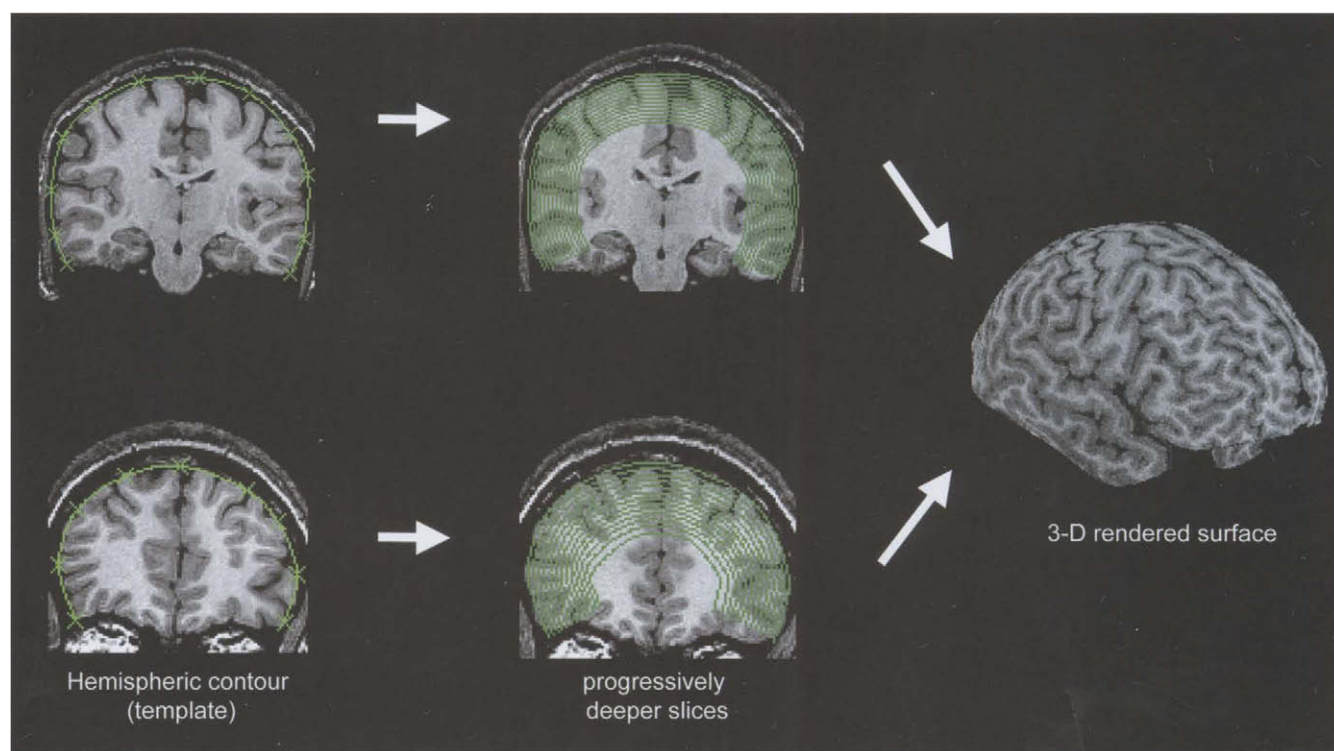 Hemispheric contour
(template)
progressively
deeper slices
3-D rendered surface